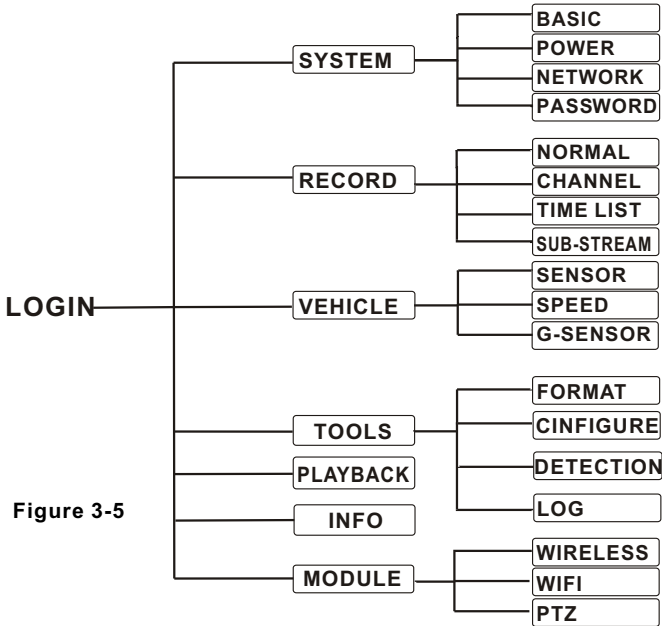 LOGIN
SYSTEM
BASIC
POWER
NETWORK
PASSWORD
RECORD
NORMAL
CHANNEL
TIME LIST
SUB-STREAM
VEHICLE
SENSOR
SPEED
G-SENSOR
TOOLS
FORMAT
CINFIGURE
DETECTION
LOG
PLAYBACK
INFO
MODULE
WIRELESS
WIFI
PTZ
Figure 3-5